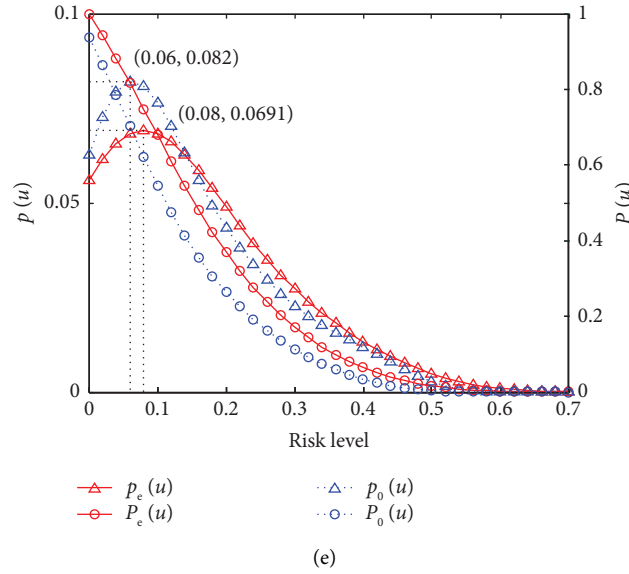 0.1
0.05
0
p (u)
(0.06, 0.082)
(0.08, 0.0691)
1
0.8
0.6
0.4
0.2
0
P (u)
0 0.1 0.2 0.3 0.4 0.5 0.6 0.7
Risk level
pe (u) p0 (u)
Pe (u) P0 (u)
(e)